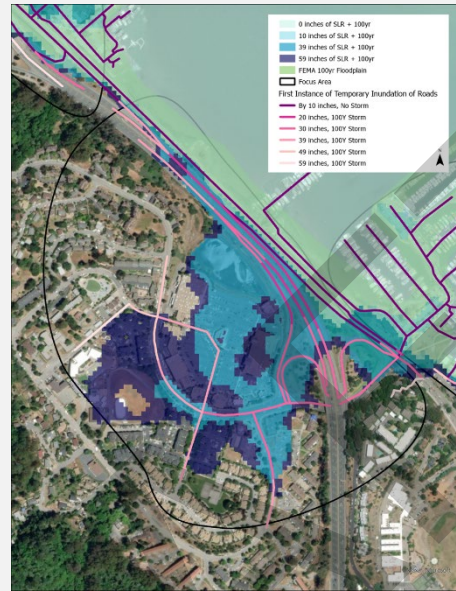 0 inches of SLR + 100yr
10 inches of SLR + 100yr
39 inches of SLR + 100yr
59 inches of SLR + 100yr
FEMA 100yr Floodplain
Focus Area
First Instance of Temporary Inundation of Roads
By 10 inches, No Storm
20 inches, 100Y Storm
30 inches, 100Y Storm
39 inches, 100Y Storm
49 inches, 100Y Storm
59 inches, 100Y Storm